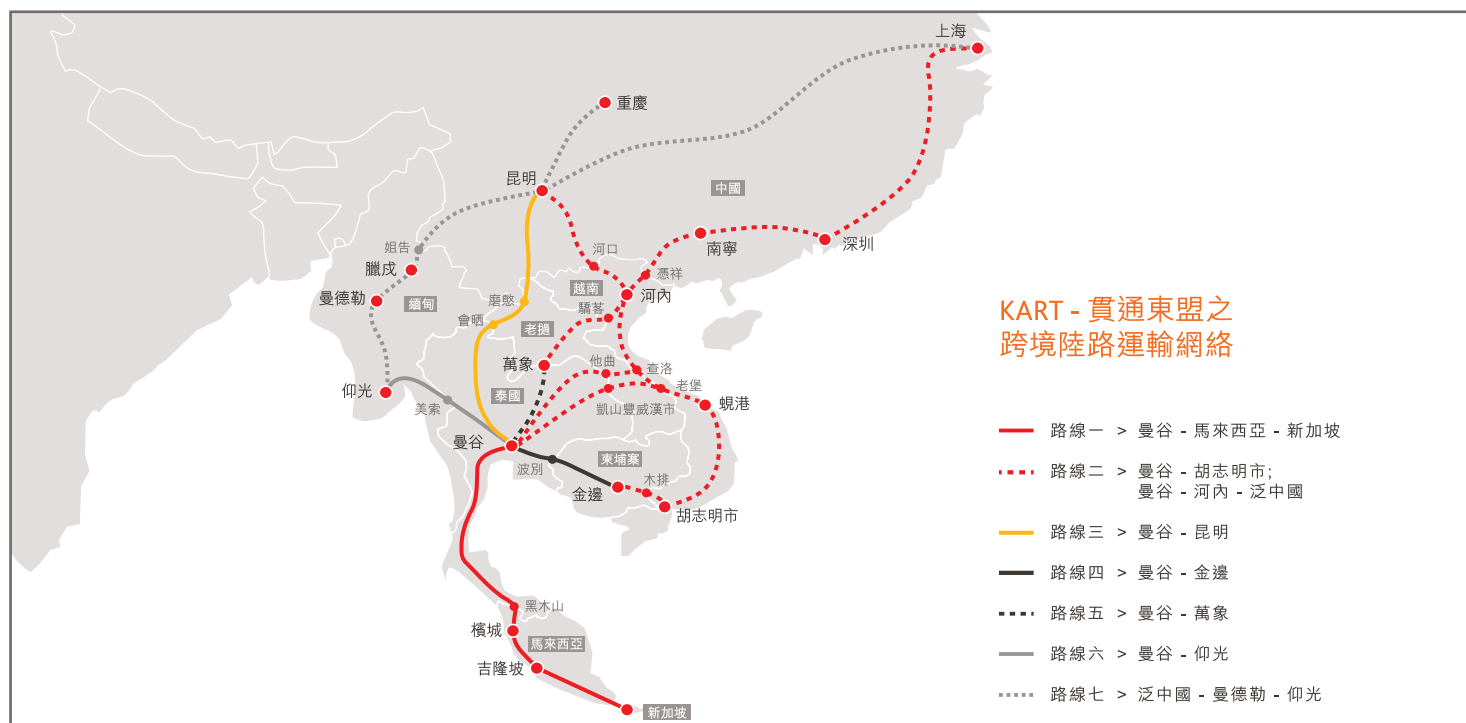 上海
重慶
昆明
中國
姐告
臘戌
曼德勒
緬甸
河口
南寧
深圳
憑祥
越南
河內
磨憨
會晒
老撾
驕荖
萬象
他曲
查洛
老堡
泰國
凱山豐威漢市
蜆港
仰光
美索
曼谷
波別
柬埔寨
金邊
木排
胡志明市
黑木山
檳城
馬來西亞
吉隆坡
新加坡
KART - 貫通東盟之
跨境陸路運輸網絡
路線一 > 曼谷 - 馬來西亞 - 新加坡
路線二 > 曼谷 - 胡志明市;
曼谷 - 河內 - 泛中國
路線三 > 曼谷 - 昆明
路線四 > 曼谷 - 金邊
路線五 > 曼谷 - 萬象
路線六 > 曼谷 - 仰光
路線七 > 泛中國 - 曼德勒 - 仰光